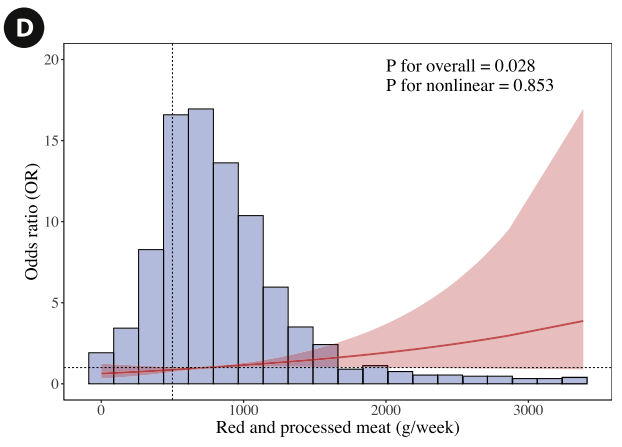 D
P for overall = 0.028
P for nonlinear = 0.853
Odds ratio (OR)
20
15
10
5
0
0 1000 2000 3000
Red and processed meat (g/week)